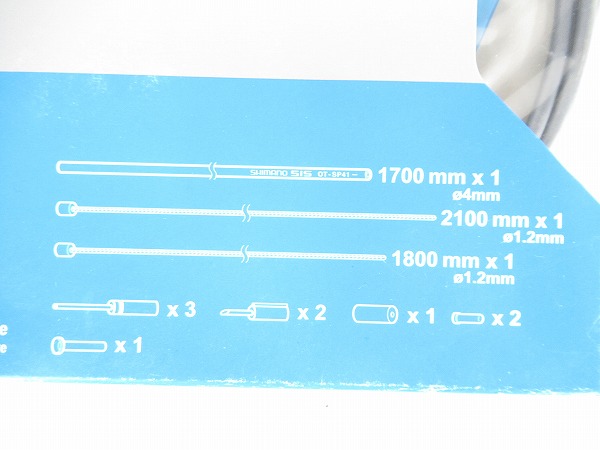 SHIMANO SIS OT-SP41
1700 mm x 1
ø4mm
2100 mm x 1
ø1.2mm
1800 mm x 1
ø1.2mm
x 3 x 2 x 1 x 2
x 1